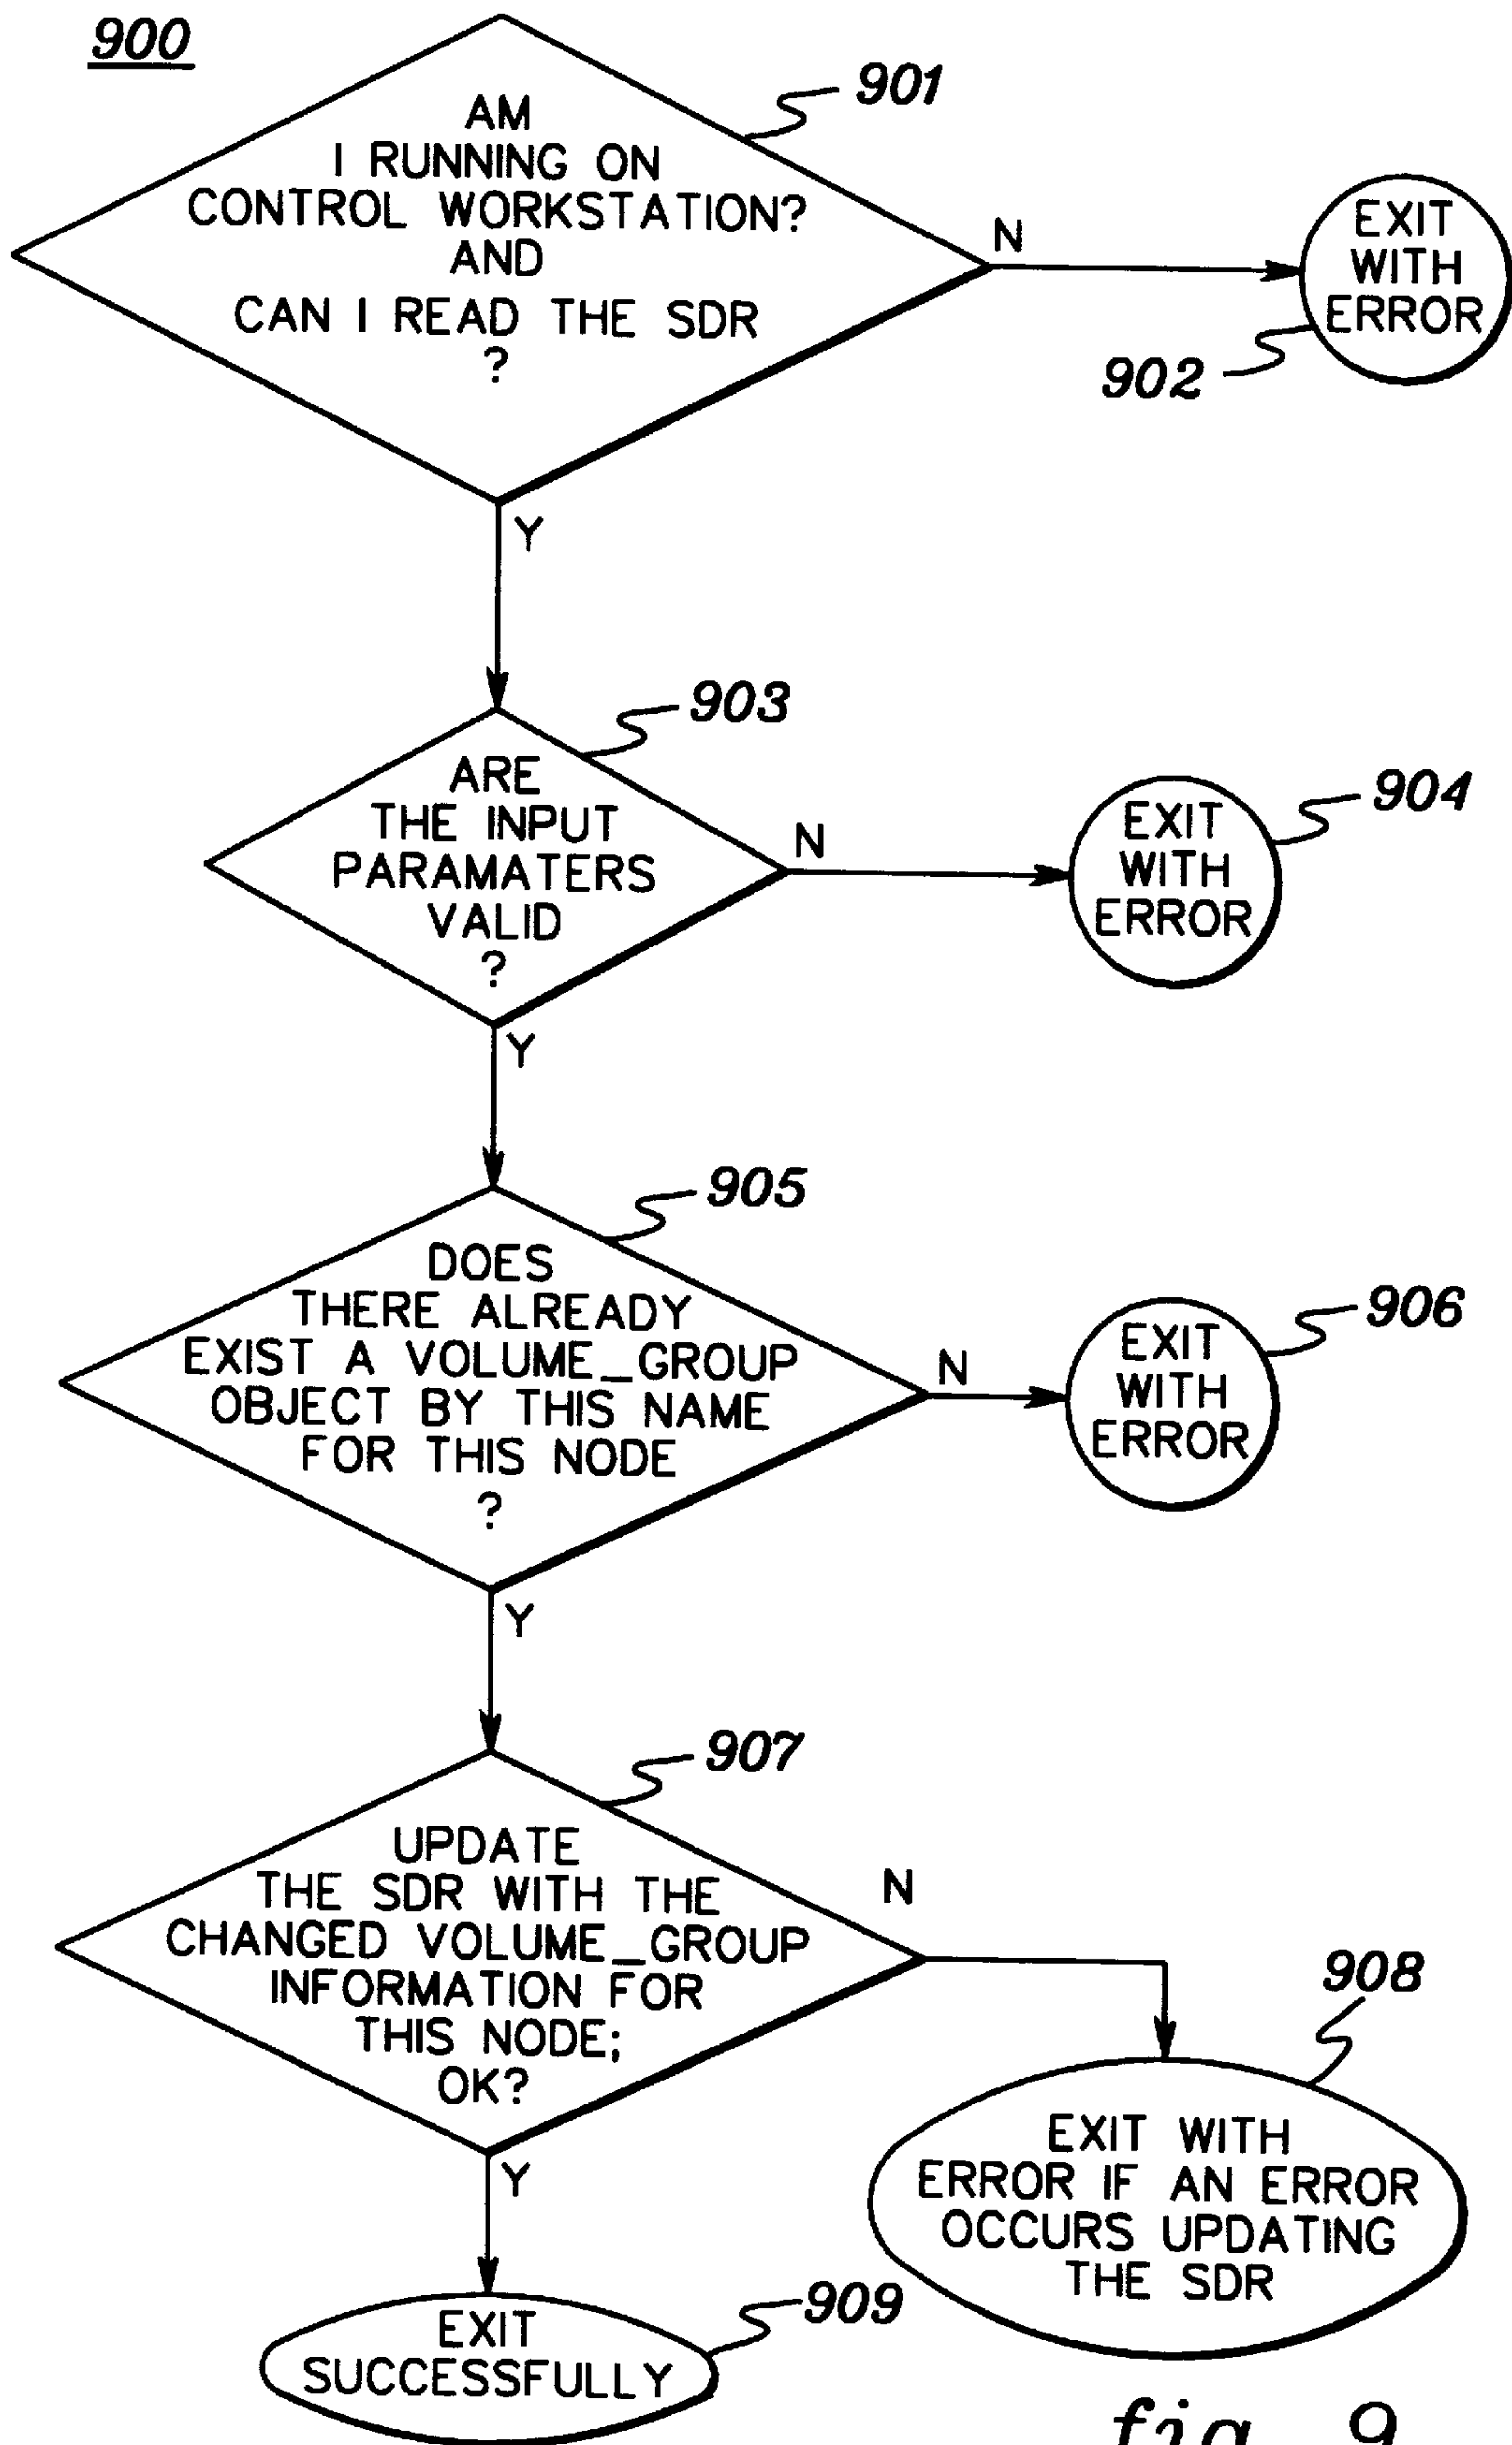 900
901
AM
I RUNNING ON
CONTROL WORKSTATION?
AND
CAN I READ THE SDR
?
N
EXIT
WITH
ERROR
902
Y
903
ARE
THE INPUT
PARAMATERS
VALID
?
N
904
EXIT
WITH
ERROR
Y
905
DOES
THERE ALREADY
EXIST A VOLUME_GROUP
OBJECT BY THIS NAME
FOR THIS NODE
?
N
906
EXIT
WITH
ERROR
Y
907
UPDATE
THE SDR WITH THE
CHANGED VOLUME_GROUP
INFORMATION FOR
THIS NODE;
OK?
N
908
EXIT WITH
ERROR IF AN ERROR
OCCURS UPDATING
THE SDR
Y
909
EXIT
SUCCESSFULLY
fig. 9